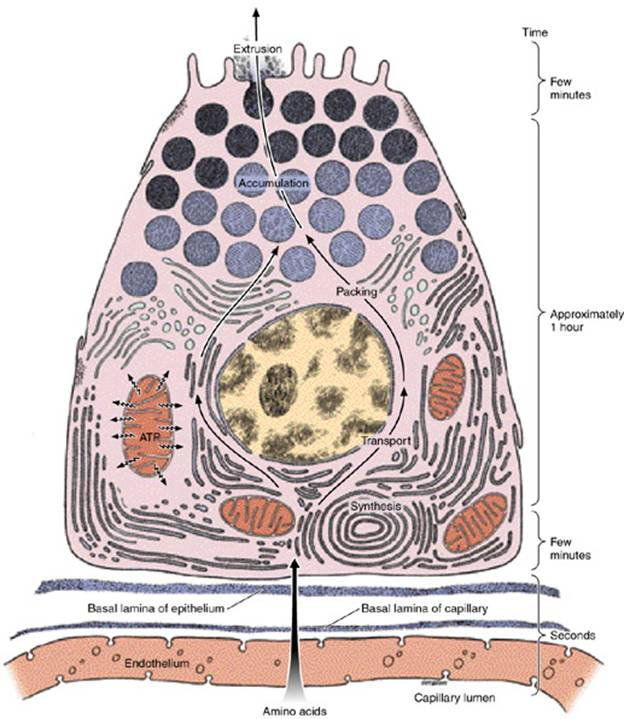 Time
Extrusion
Few
minutes
Accumulation
Packing
Approximately
1 hour
ATP
Transport
Synthesis
Few
minutes
Basal lamina of epithelium
Basal lamina of capillary
Seconds
Endothelium
Capillary lumen
Amino acids